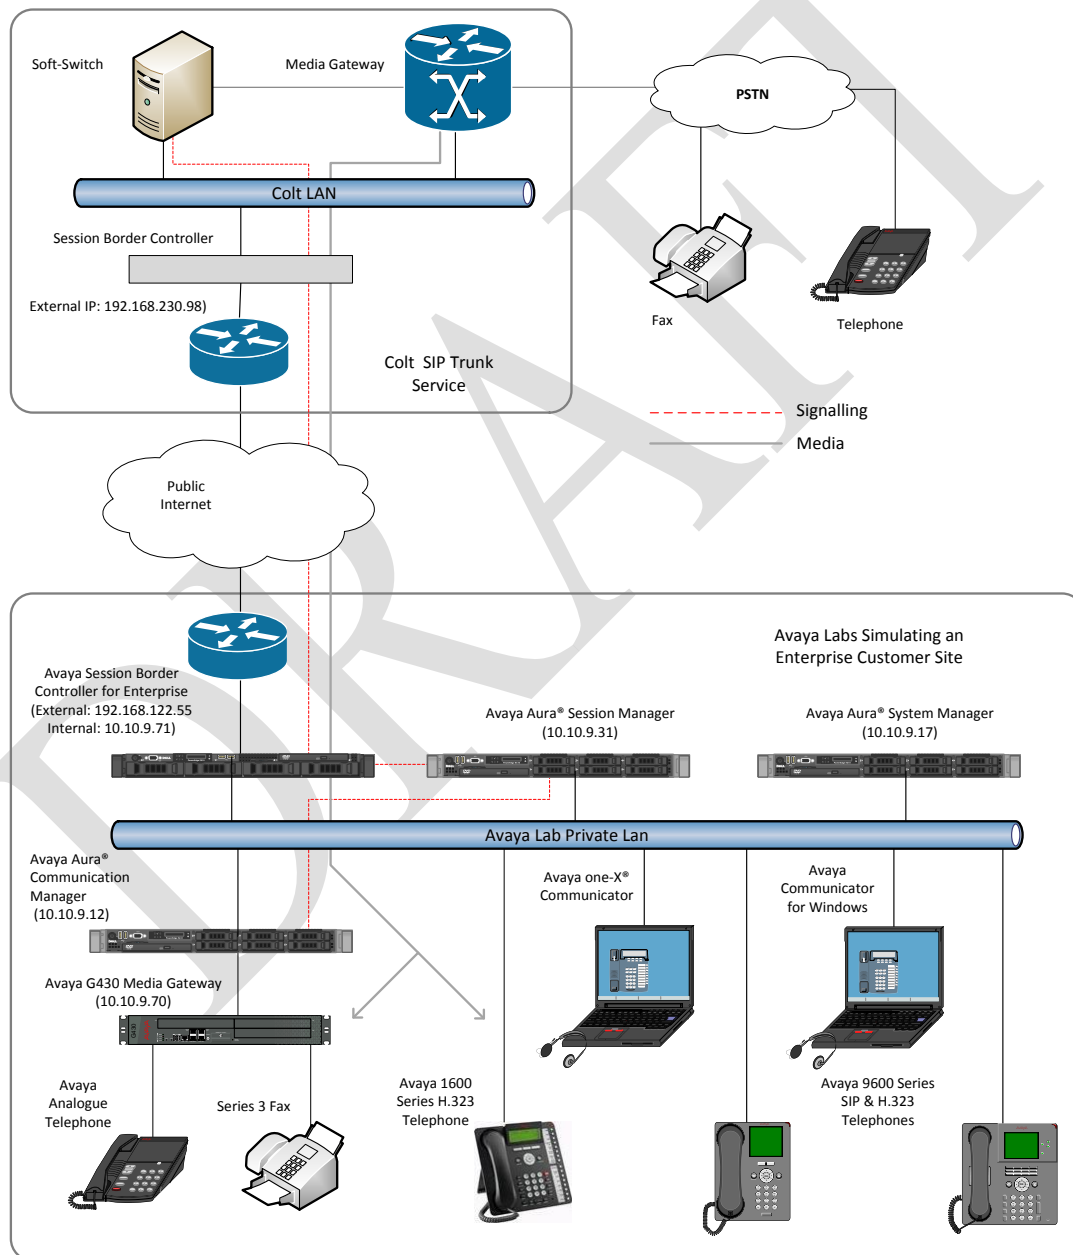 Soft-Switch
Media Gateway
PSTN
Colt LAN
Session Border Controller
External IP: 192.168.230.98)
Fax
Telephone
Colt SIP Trunk
Service
Signalling
Media
Public
Internet
Avaya Labs Simulating an
Enterprise Customer Site
Avaya Session Border
Controller for Enterprise
(External: 192.168.122.55
Internal: 10.10.9.71)
Avaya Aura® Session Manager
(10.10.9.31)
Avaya Aura® System Manager
(10.10.9.17)
Avaya Lab Private Lan
Avaya Aura®
Communication
Manager
(10.10.9.12)
Avaya one-X®
Communicator
Avaya
Communicator
for Windows
Avaya G430 Media Gateway
(10.10.9.70)
G430
Avaya
Analogue
Telephone
Series 3 Fax
Avaya 1600
Series H.323
Telephone
Avaya 9600 Series
SIP & H.323
Telephones
DRAFT